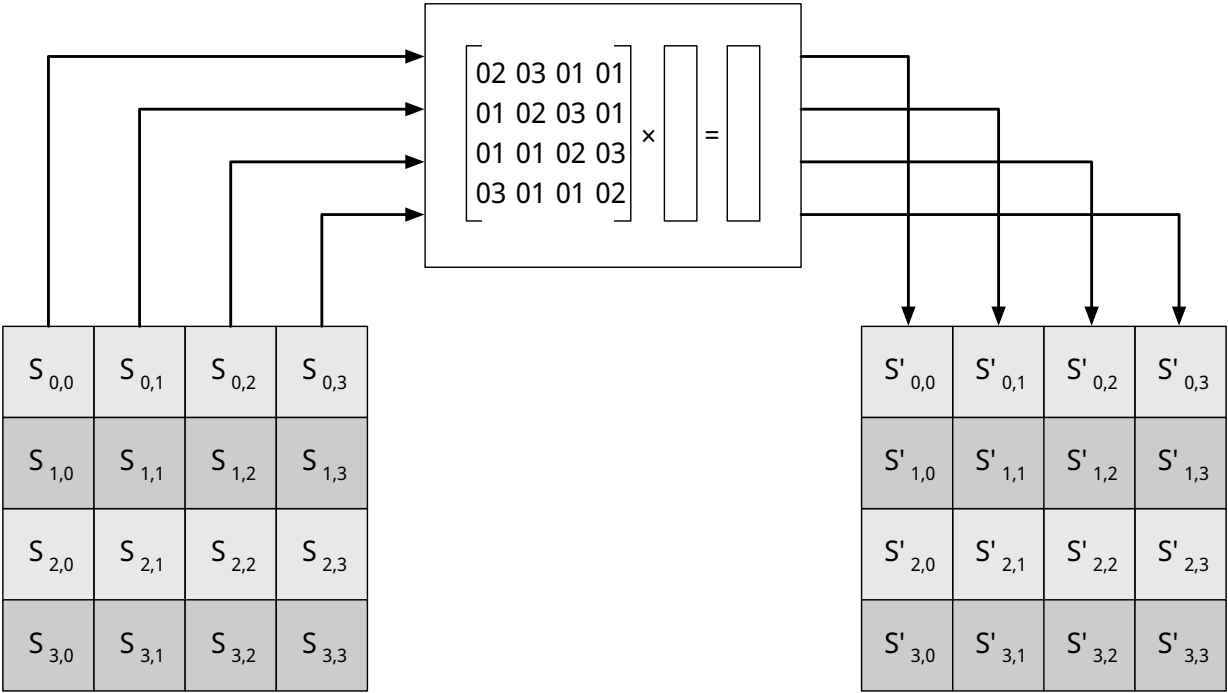 02 03 01 01
01 02 03 01 × =
01 01 02 03
03 01 01 02
S 0,0 S 0,1 S 0,2 S 0,3
S 1,0 S 1,1 S 1,2 S 1,3
S 2,0 S 2,1 S 2,2 S 2,3
S 3,0 S 3,1 S 3,2 S 3,3
S' 0,0 S' 0,1 S' 0,2 S' 0,3
S' 1,0 S' 1,1 S' 1,2 S' 1,3
S' 2,0 S' 2,1 S' 2,2 S' 2,3
S' 3,0 S' 3,1 S' 3,2 S' 3,3